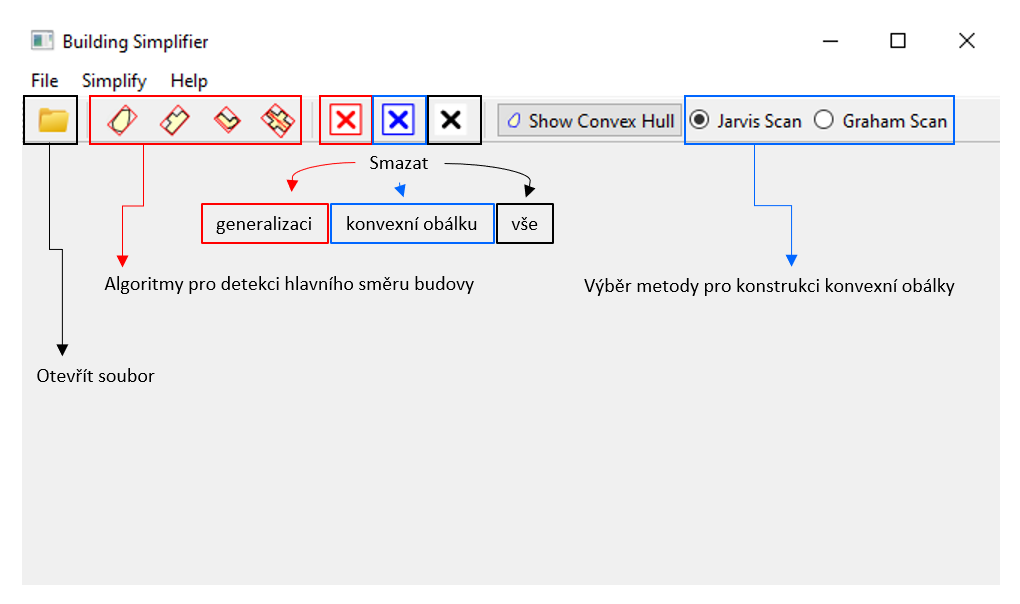 Building Simplifier
File Simplify Help
Show Convex Hull Jarvis Scan Graham Scan
Smazat
generalizaci konvexní obálku vše
Algoritmy pro detekci hlavního směru budovy
Výběr metody pro konstrukci konvexní obálky
Otevřít soubor